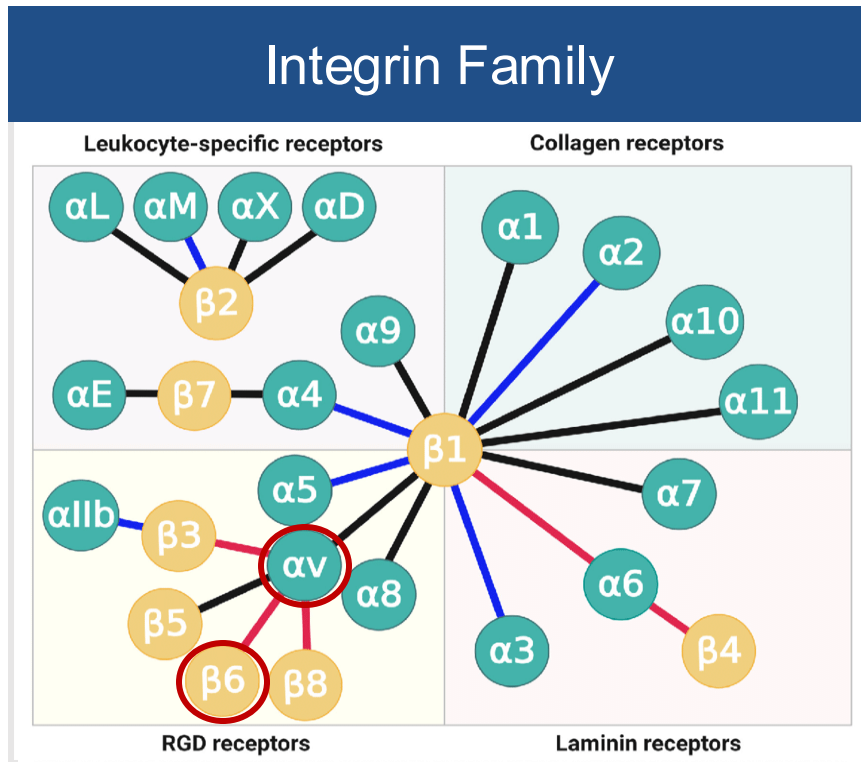 Integrin Family
Leukocyte-specific receptors
Collagen receptors
αL
αM
αX
αD
β2
α1
α2
α9
α10
αE
β7
α4
α11
β1
α5
α7
αIIb
β3
αv
α8
α6
β5
β6
β8
α3
β4
RGD receptors
Laminin receptors